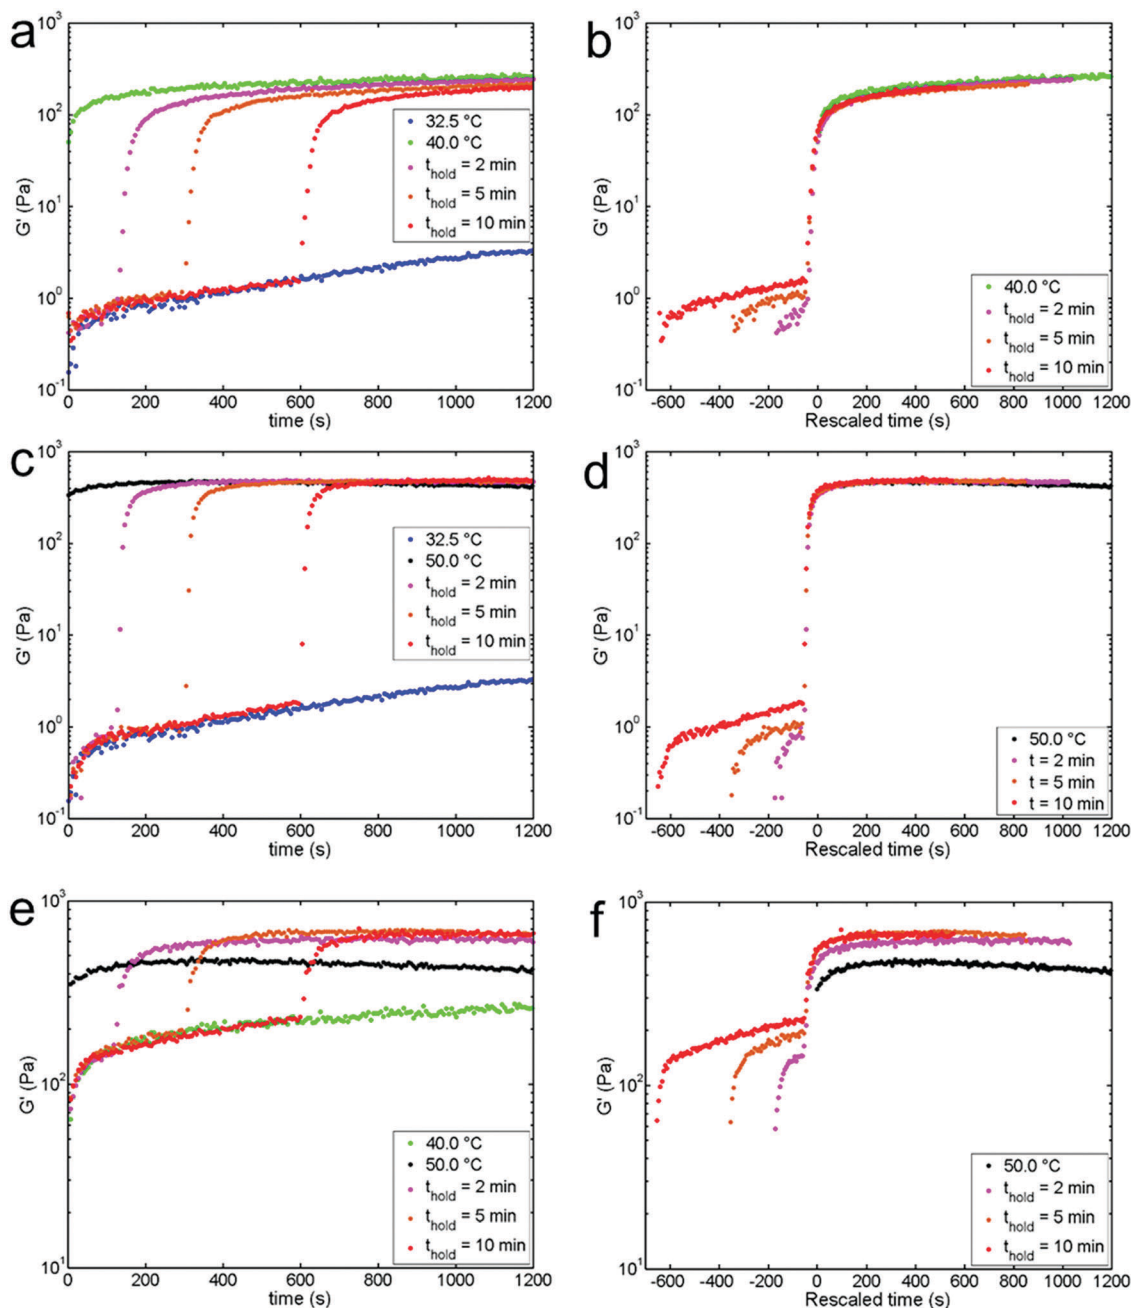 a
G' (Pa)
10³
10²
10¹
10⁰
10⁻¹
32.5 °C
40.0 °C
t_hold = 2 min
t_hold = 5 min
t_hold = 10 min
0 200 400 600 800 1000 1200
time (s)
b
G' (Pa)
10³
10²
10¹
10⁰
10⁻¹
40.0 °C
t_hold = 2 min
t_hold = 5 min
t_hold = 10 min
-600 -400 -200 0 200 400 600 800 1000 1200
Rescaled time (s)
c
G' (Pa)
10³
10²
10¹
10⁰
10⁻¹
32.5 °C
50.0 °C
t_hold = 2 min
t_hold = 5 min
t_hold = 10 min
0 200 400 600 800 1000 1200
time (s)
d
G' (Pa)
10³
10²
10¹
10⁰
10⁻¹
50.0 °C
t = 2 min
t = 5 min
t = 10 min
-600 -400 -200 0 200 400 600 800 1000 1200
Rescaled time (s)
e
G' (Pa)
10³
10²
10¹
40.0 °C
50.0 °C
t_hold = 2 min
t_hold = 5 min
t_hold = 10 min
0 200 400 600 800 1000 1200
time (s)
f
G' (Pa)
10³
10²
10¹
50.0 °C
t_hold = 2 min
t_hold = 5 min
t_hold = 10 min
-600 -400 -200 0 200 400 600 800 1000 1200
Rescaled time (s)